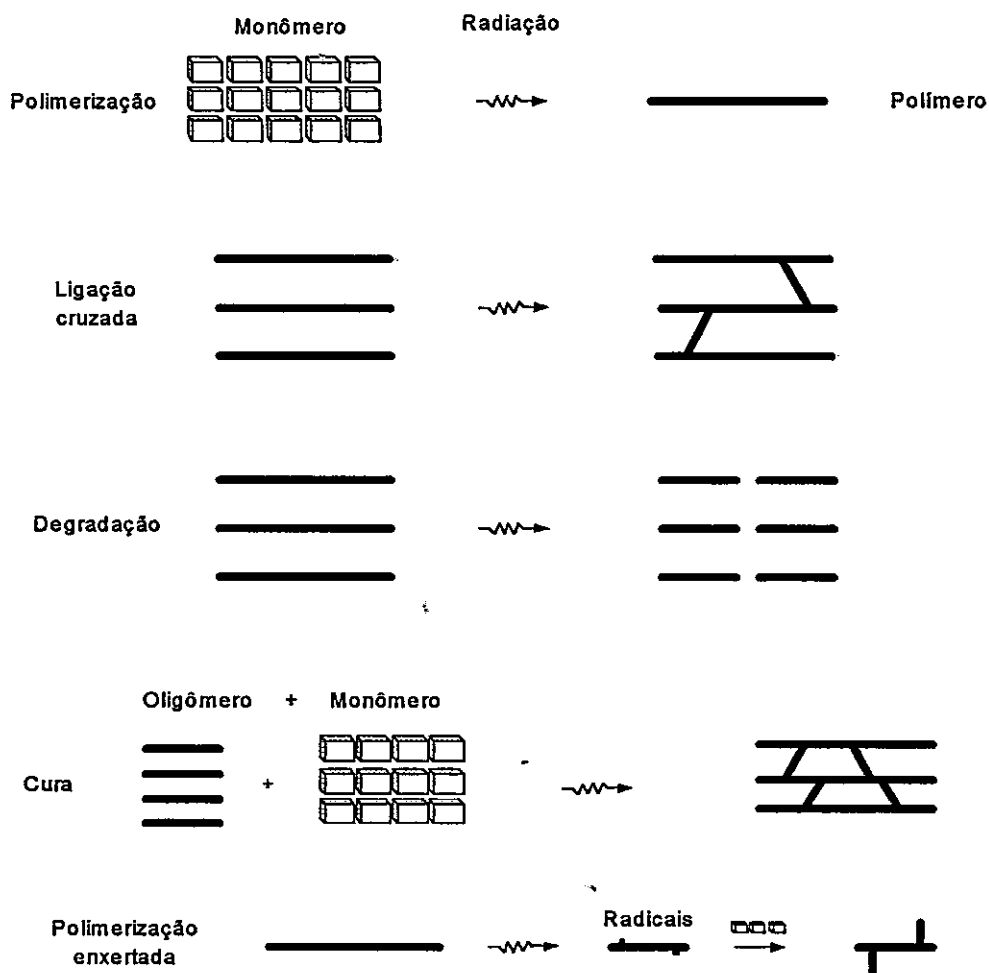 Monômero
Radiação
Polimerização
Polímero
Ligação
cruzada
Degradação
Oligômero + Monômero
Cura
+
Radicais
Polimerização
enxertada